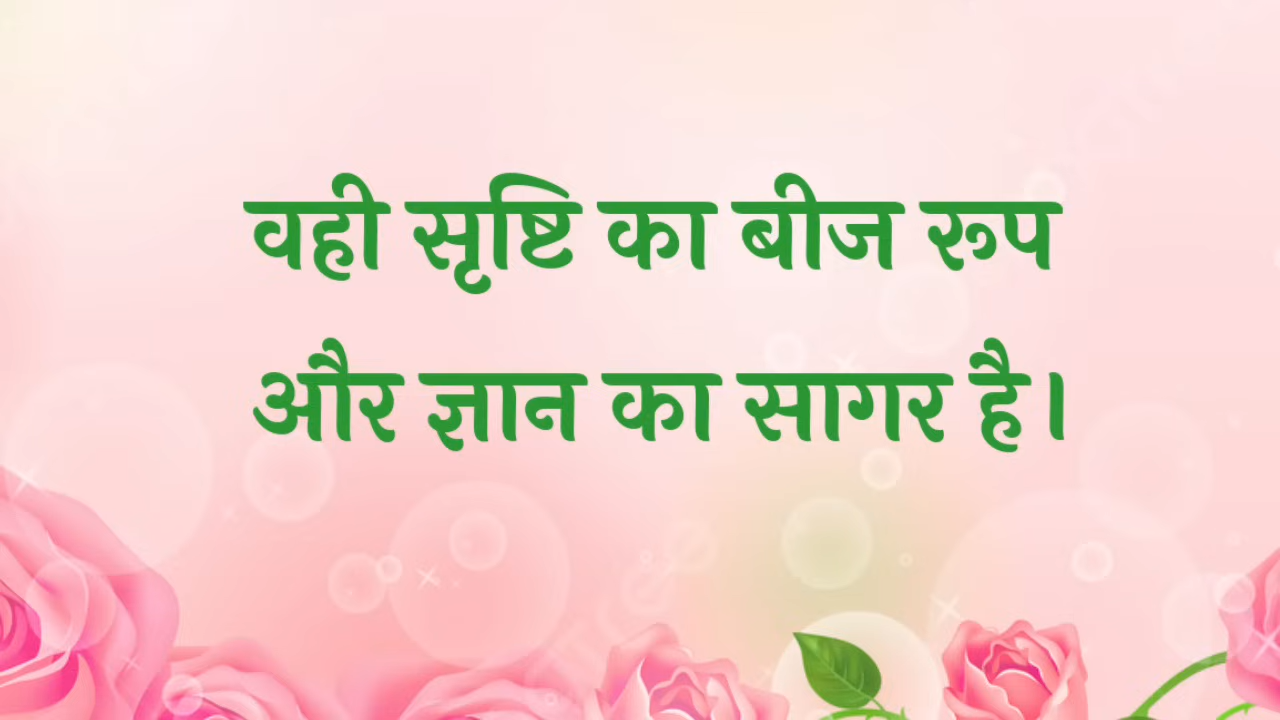 वही सृष्टि का बीज रूप
और ज्ञान का सागर है।